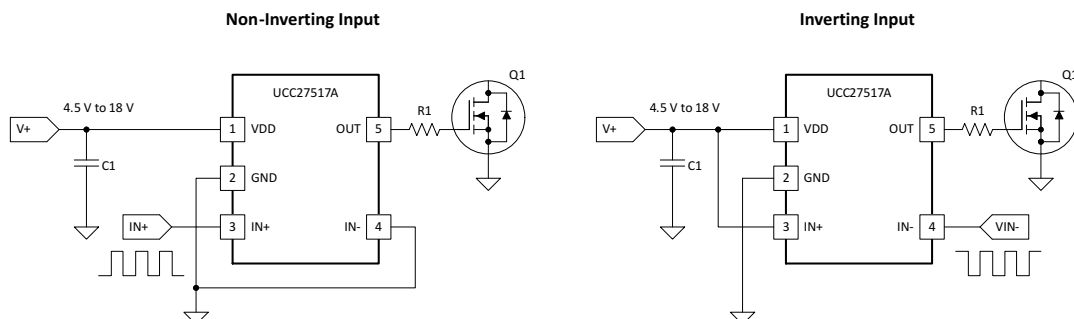 Non-Inverting Input
Inverting Input
Q1
UCC27517A
4.5 V to 18 V
R1
V+
1
VDD
OUT
5
C1
2
GND
IN+
3
IN+
IN-
4
Q1
UCC27517A
4.5 V to 18 V
R1
V+
1
VDD
OUT
5
C1
2
GND
3
IN+
IN-
4
VIN-